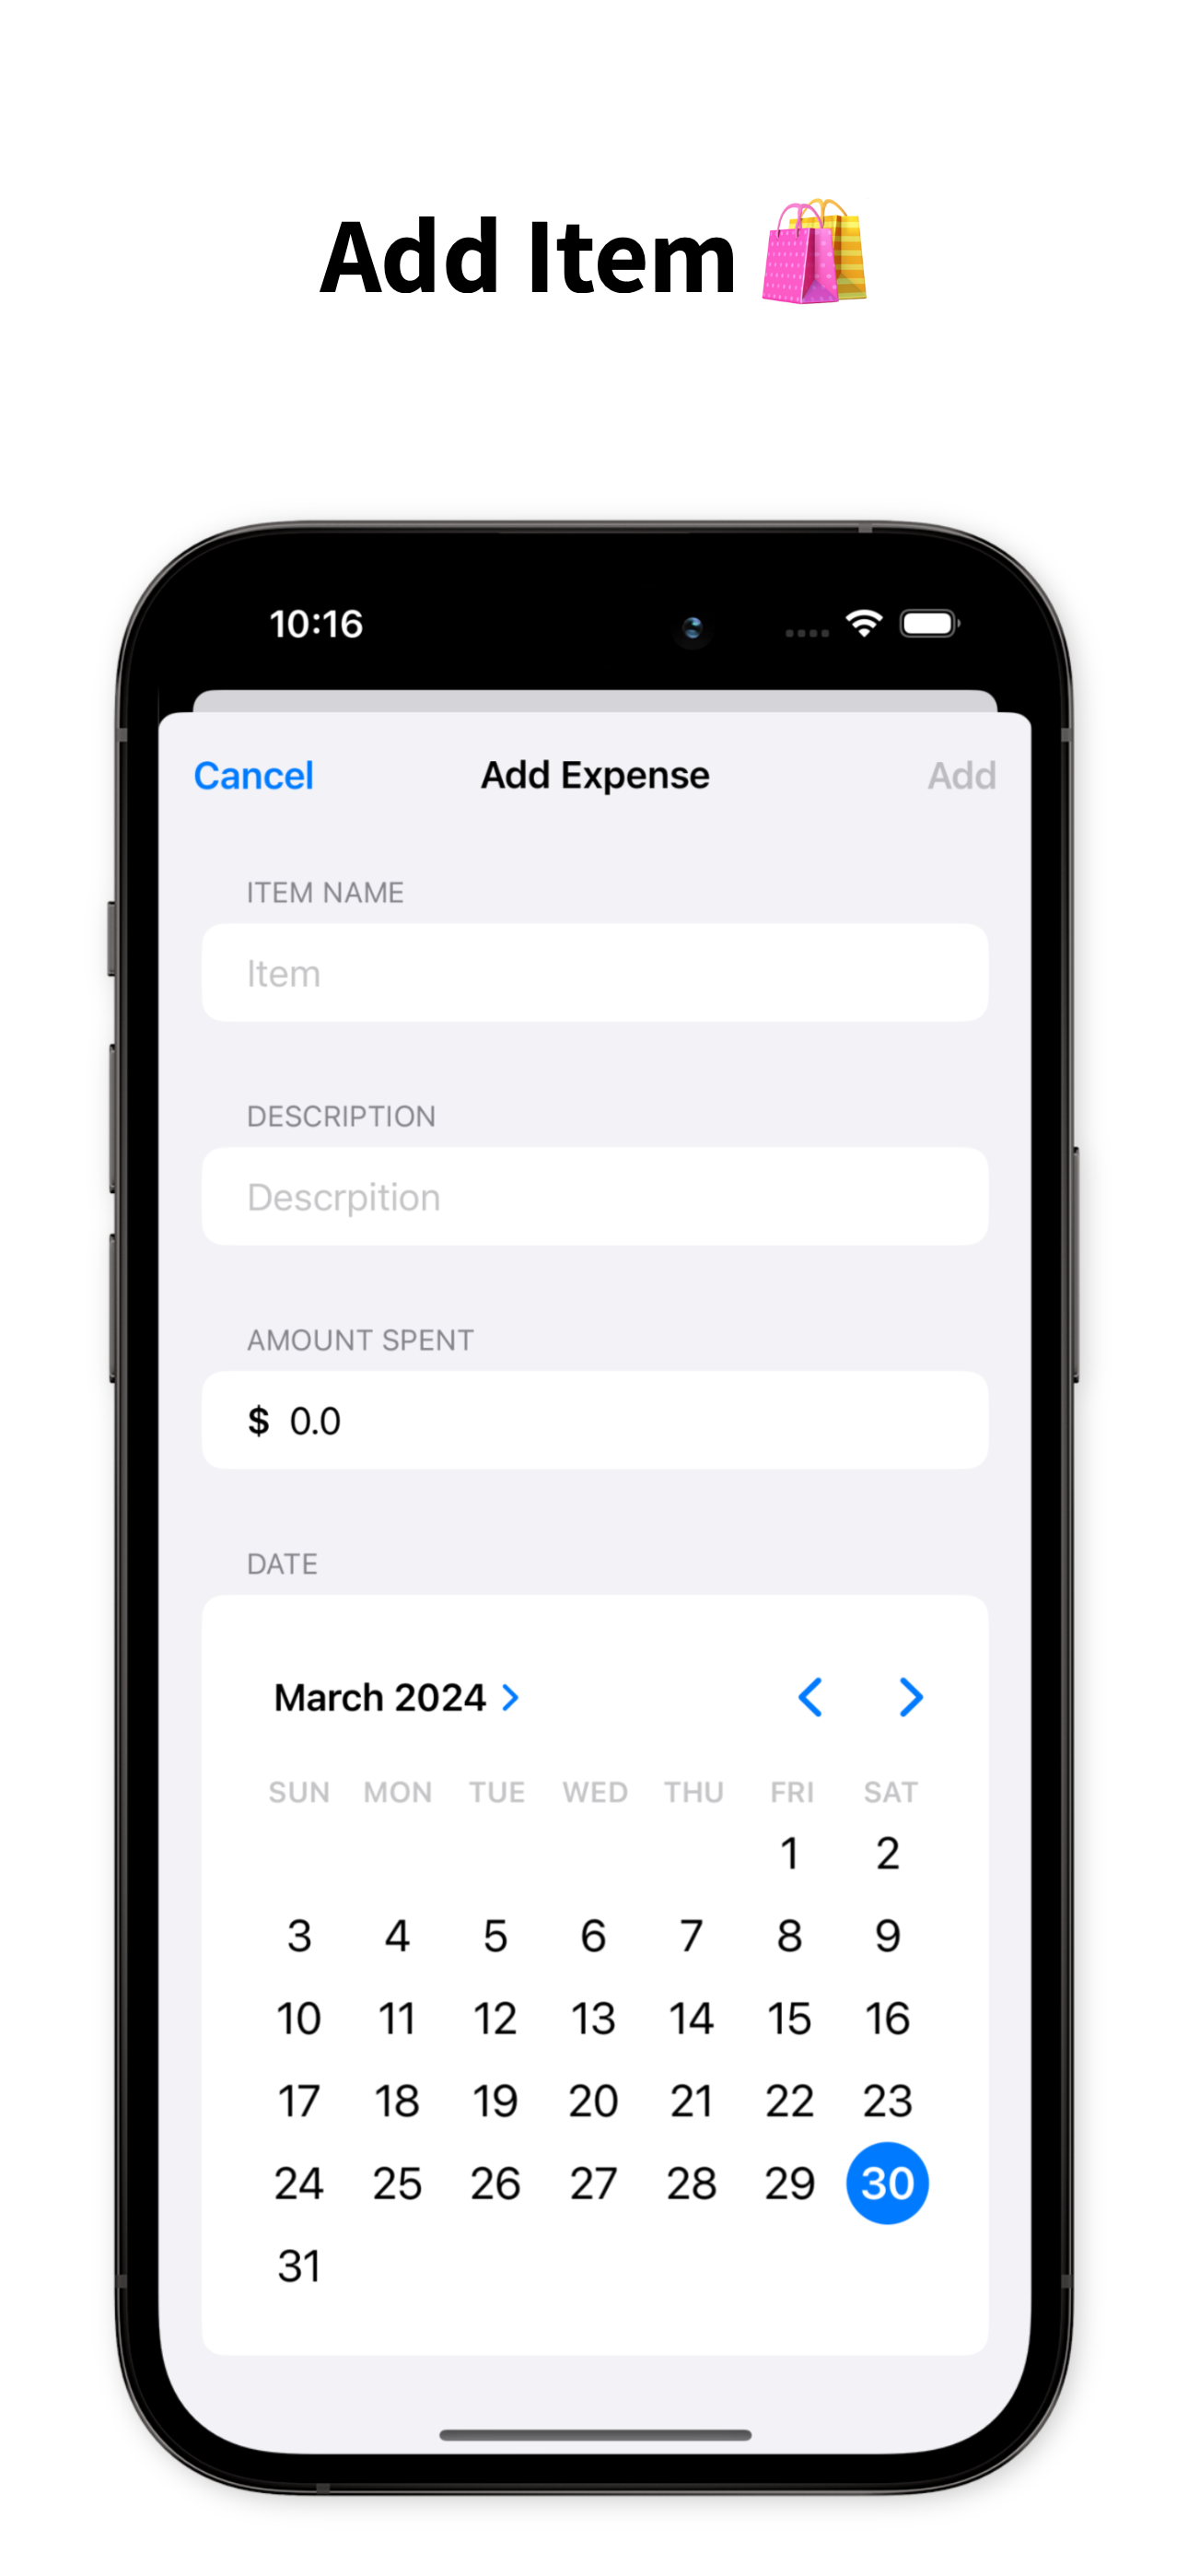 Add Item 🛍️
10:16
Cancel Add Expense Add
ITEM NAME
Item
DESCRIPTION
Descrpition
AMOUNT SPENT
$ 0.0
DATE
March 2024
SUN MON TUE WED THU FRI SAT
1 2
3 4 5 6 7 8 9
10 11 12 13 14 15 16
17 18 19 20 21 22 23
24 25 26 27 28 29 30
31